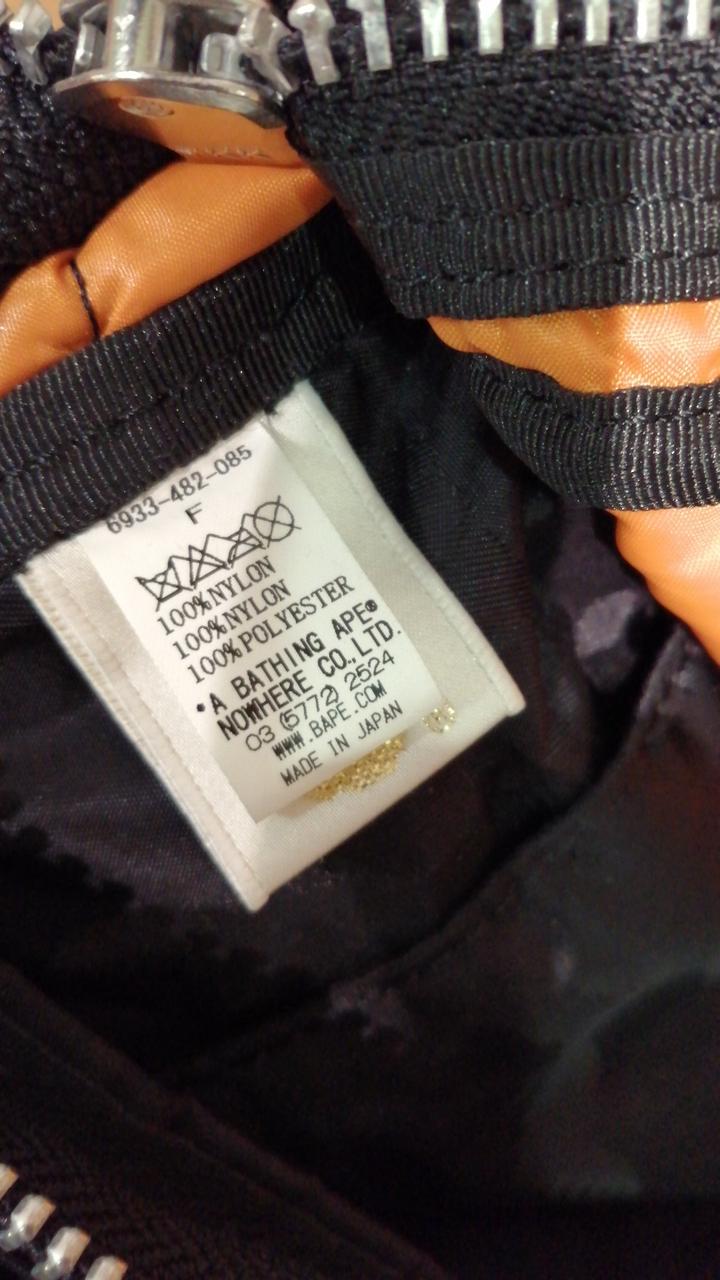 6933-482-085
F
100%NYLON
100%NYLON
100%POLYESTER
•A BATHING APE®
NOWHERE CO.,LTD.
03 (5772) 2524
WWW.BAPE.COM
MADE IN JAPAN